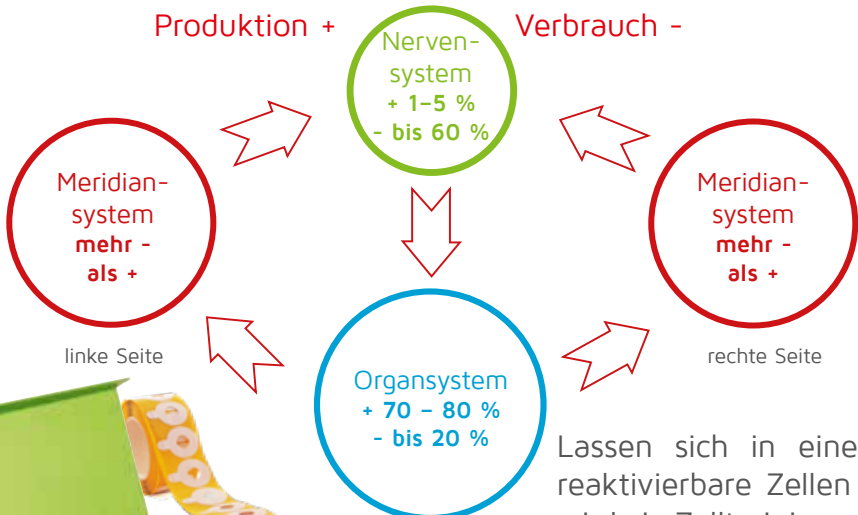 Produktion +
Verbrauch -
Nerven-
system
+ 1–5 %
- bis 60 %
Meridian-
system
mehr -
als +
linke Seite
Meridian-
system
mehr -
als +
rechte Seite
Organsystem
+ 70 – 80 %
- bis 20 %
Lassen sich in eine
reaktivierbare Zellen